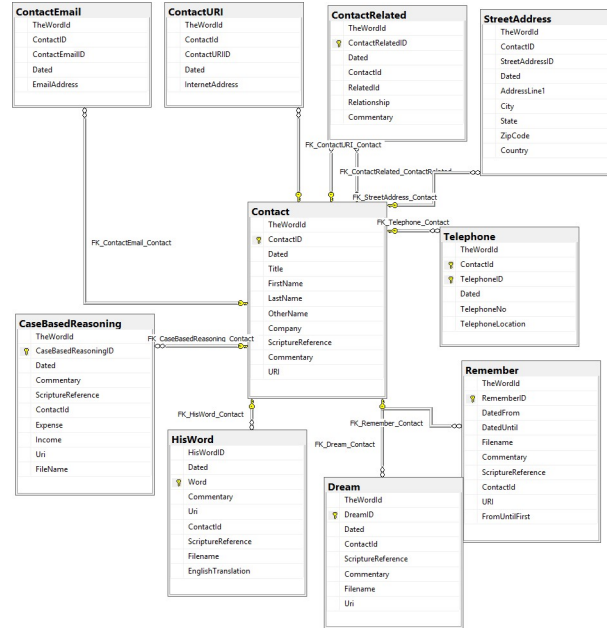 ContactEmail
TheWordId
ContactID
ContactEmailID
Dated
EmailAddress
ContactURI
TheWordId
ContactId
ContactURIID
Dated
InternetAddress
ContactRelated
TheWordId
ContactRelatedID
Dated
ContactId
RelatedId
Relationship
Commentary
StreetAddress
TheWordId
ContactID
StreetAddressID
Dated
AddressLine1
City
State
ZipCode
Country
FK_ContactURI_Contact
FK_ContactRelated_ContactRelated
FK_StreetAddress_Contact
FK_Telephone_Contact
FK_ContactEmail_Contact
Contact
TheWordId
ContactID
Dated
Title
FirstName
LastName
OtherName
Company
ScriptureReference
Commentary
URI
Telephone
TheWordId
ContactId
TelephoneID
Dated
TelephoneNo
TelephoneLocation
CaseBasedReasoning
TheWordId
CaseBasedReasoningID
Dated
Commentary
ScriptureReference
ContactId
Expense
Income
Uri
FileName
FK_CaseBasedReasoning_Contact
FK_HisWord_Contact
FK_Remember_Contact
FK_Dream_Contact
Remember
TheWordId
RememberID
DatedFrom
DatedUntil
Filename
Commentary
ScriptureReference
ContactId
URI
FromUntilFirst
HisWord
HisWordID
Dated
Word
Commentary
Uri
ContactId
ScriptureReference
Filename
EnglishTranslation
Dream
TheWordId
DreamID
Dated
ContactId
ScriptureReference
Commentary
Filename
Uri